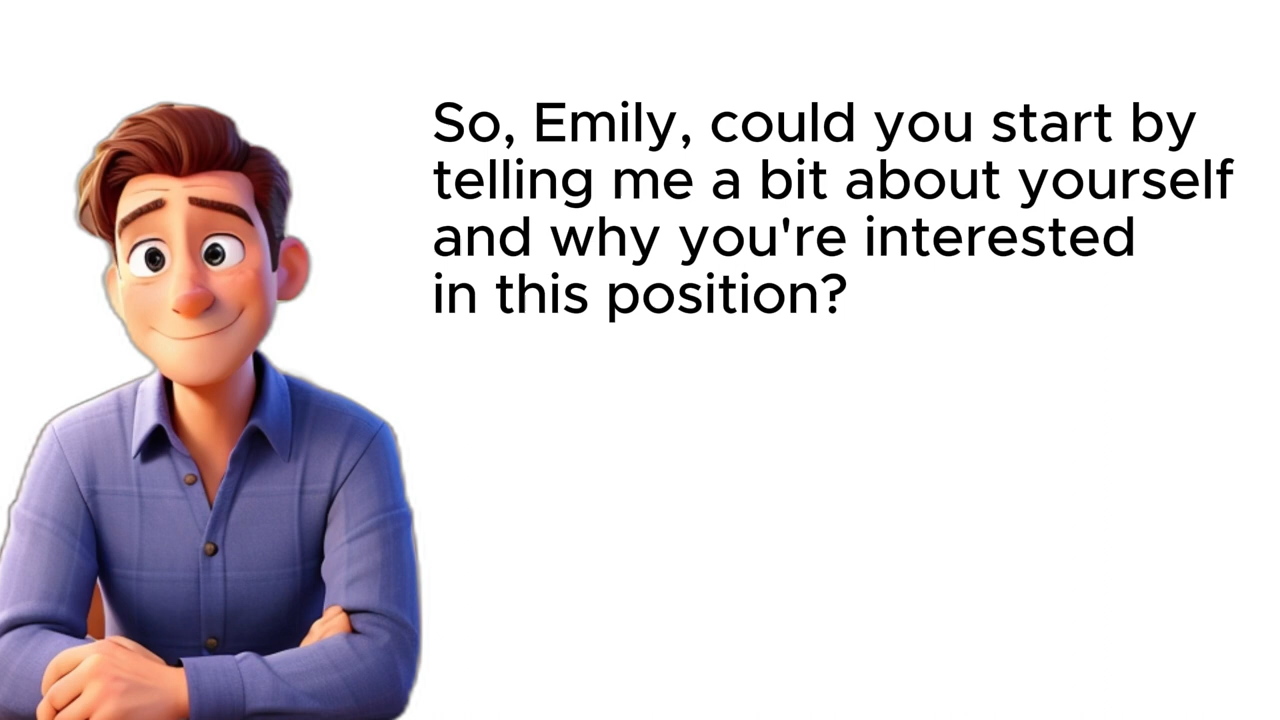 So, Emily, could you start by
telling me a bit about yourself
and why you're interested
in this position?